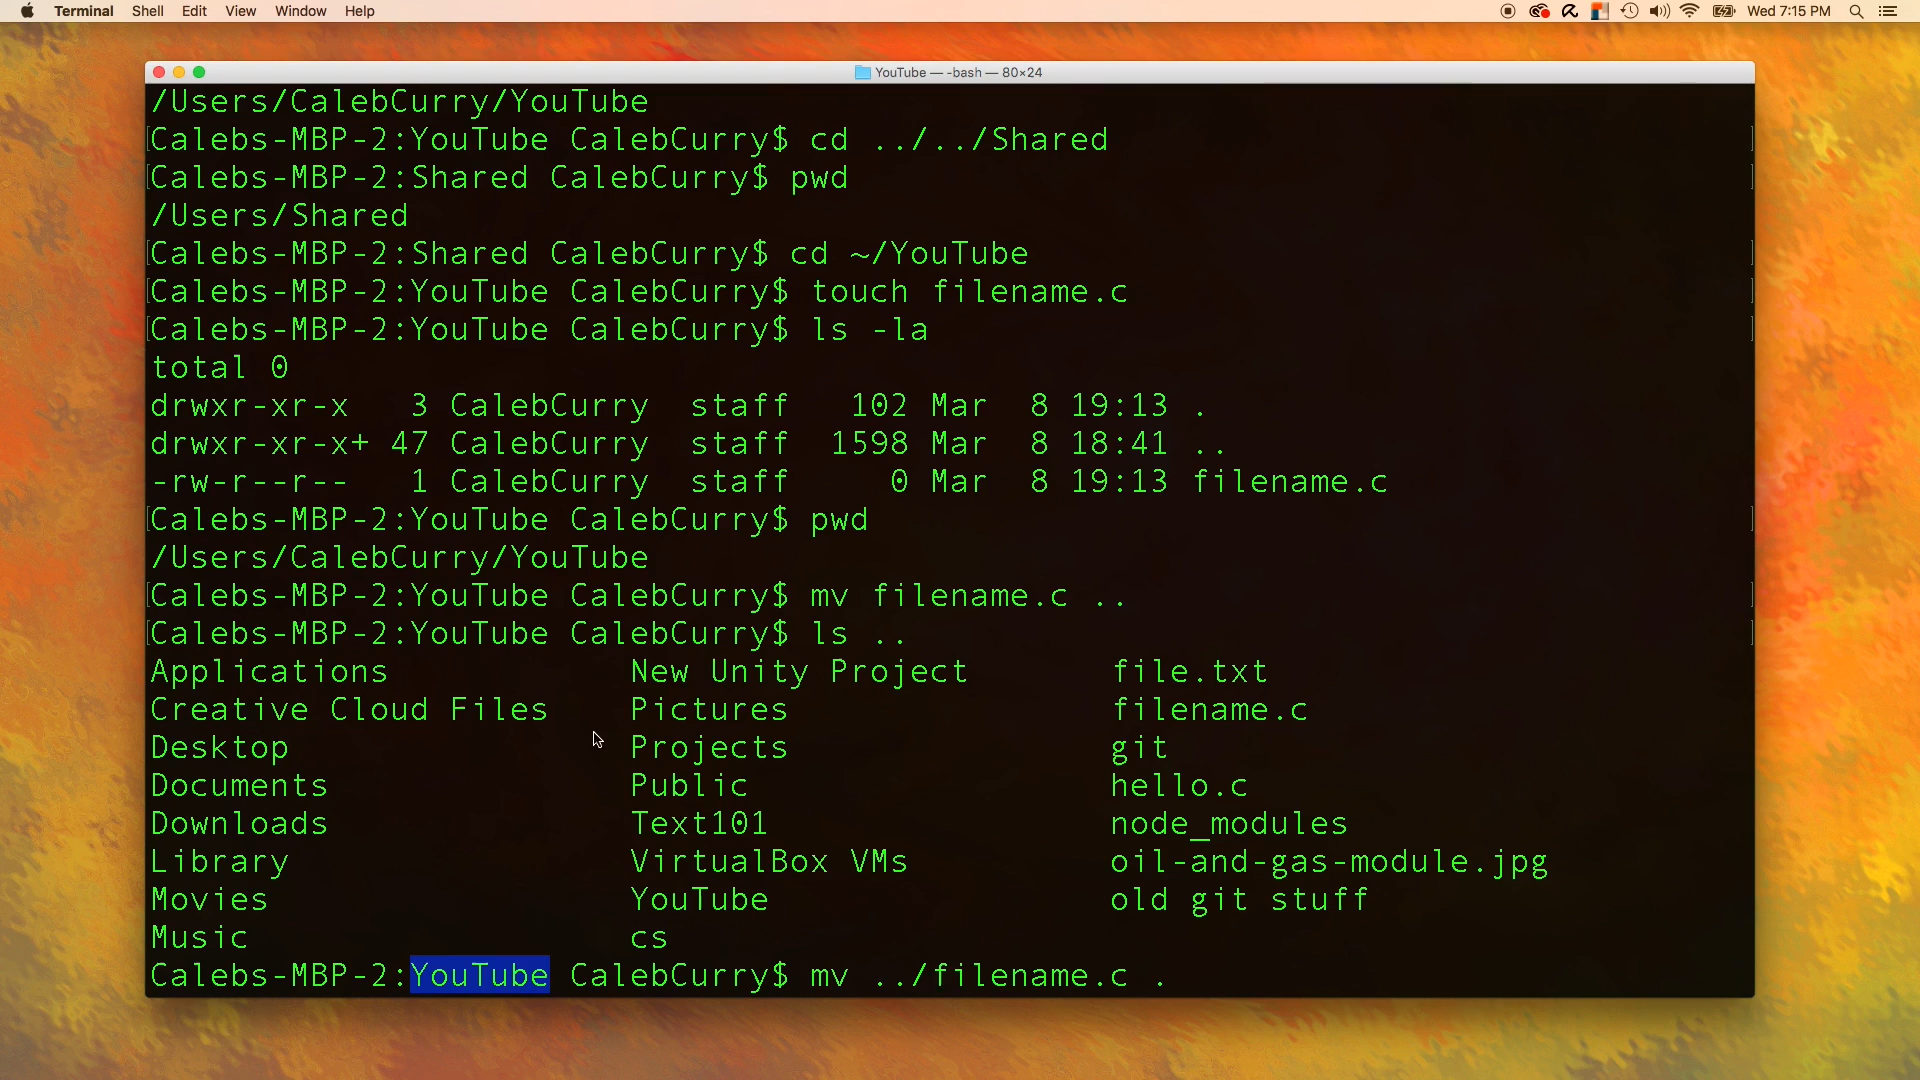 Terminal Shell Edit View Window Help Wed 7:15 PM
YouTube — -bash — 80×24
/Users/CalebCurry/YouTube
Calebs-MBP-2:YouTube CalebCurry$ cd ../../Shared
Calebs-MBP-2:Shared CalebCurry$ pwd
/Users/Shared
Calebs-MBP-2:Shared CalebCurry$ cd ~/YouTube
Calebs-MBP-2:YouTube CalebCurry$ touch filename.c
Calebs-MBP-2:YouTube CalebCurry$ ls -la
total 0
drwxr-xr-x 3 CalebCurry staff 102 Mar 8 19:13 .
drwxr-xr-x+ 47 CalebCurry staff 1598 Mar 8 18:41 ..
-rw-r--r-- 1 CalebCurry staff 0 Mar 8 19:13 filename.c
Calebs-MBP-2:YouTube CalebCurry$ pwd
/Users/CalebCurry/YouTube
Calebs-MBP-2:YouTube CalebCurry$ mv filename.c ..
Calebs-MBP-2:YouTube CalebCurry$ ls ..
Applications New Unity Project file.txt
Creative Cloud Files Pictures filename.c
Desktop Projects git
Documents Public hello.c
Downloads Text101 node_modules
Library VirtualBox VMs oil-and-gas-module.jpg
Movies YouTube old git stuff
Music cs
Calebs-MBP-2:YouTube CalebCurry$ mv ../filename.c .